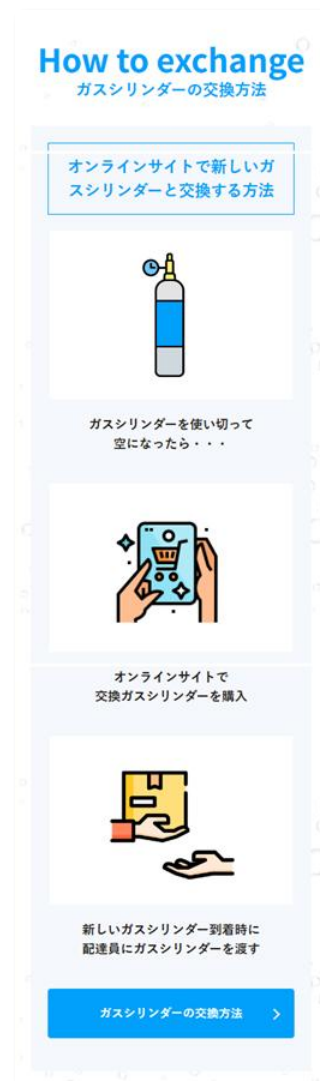 How to exchange
ガスシリンダーの交換方法
オンラインサイトで新しいガ
スシリンダーと交換する方法
ガスシリンダーを使い切って
空になったら・・・
オンラインサイトで
交換ガスシリンダーを購入
新しいガスシリンダー到着時に
配達員にガスシリンダーを渡す
ガスシリンダーの交換方法